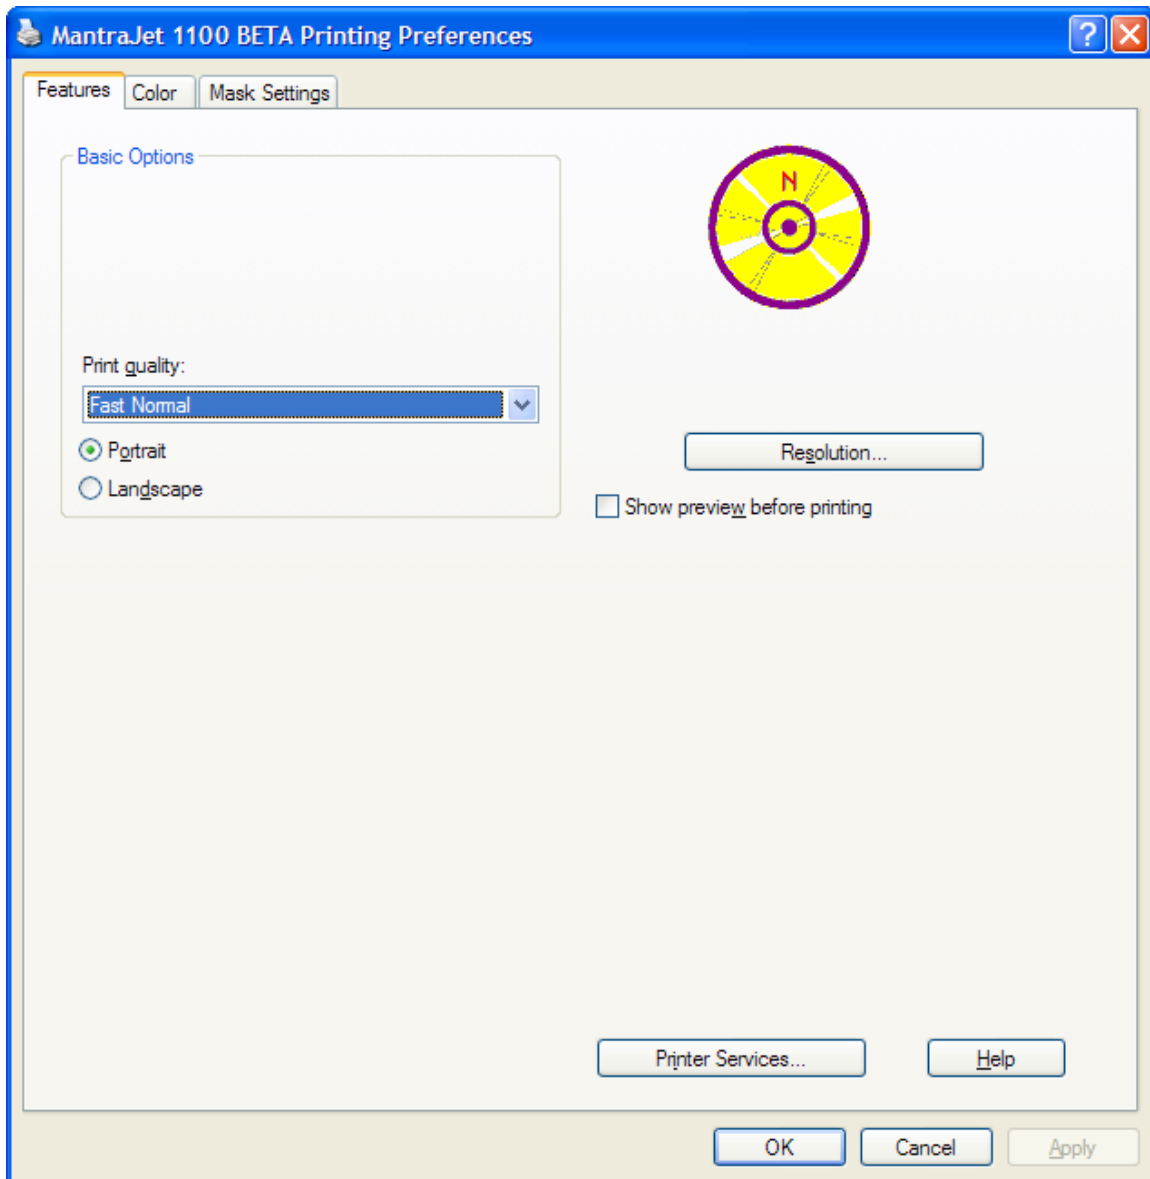 MantraJet 1100 BETA Printing Preferences
?
Features
Color
Mask Settings
Basic Options
N
Print quality:
Fast Normal
Portrait
Resolution...
Landscape
Show preview before printing
Printer Services...
Help
OK
Cancel
Apply